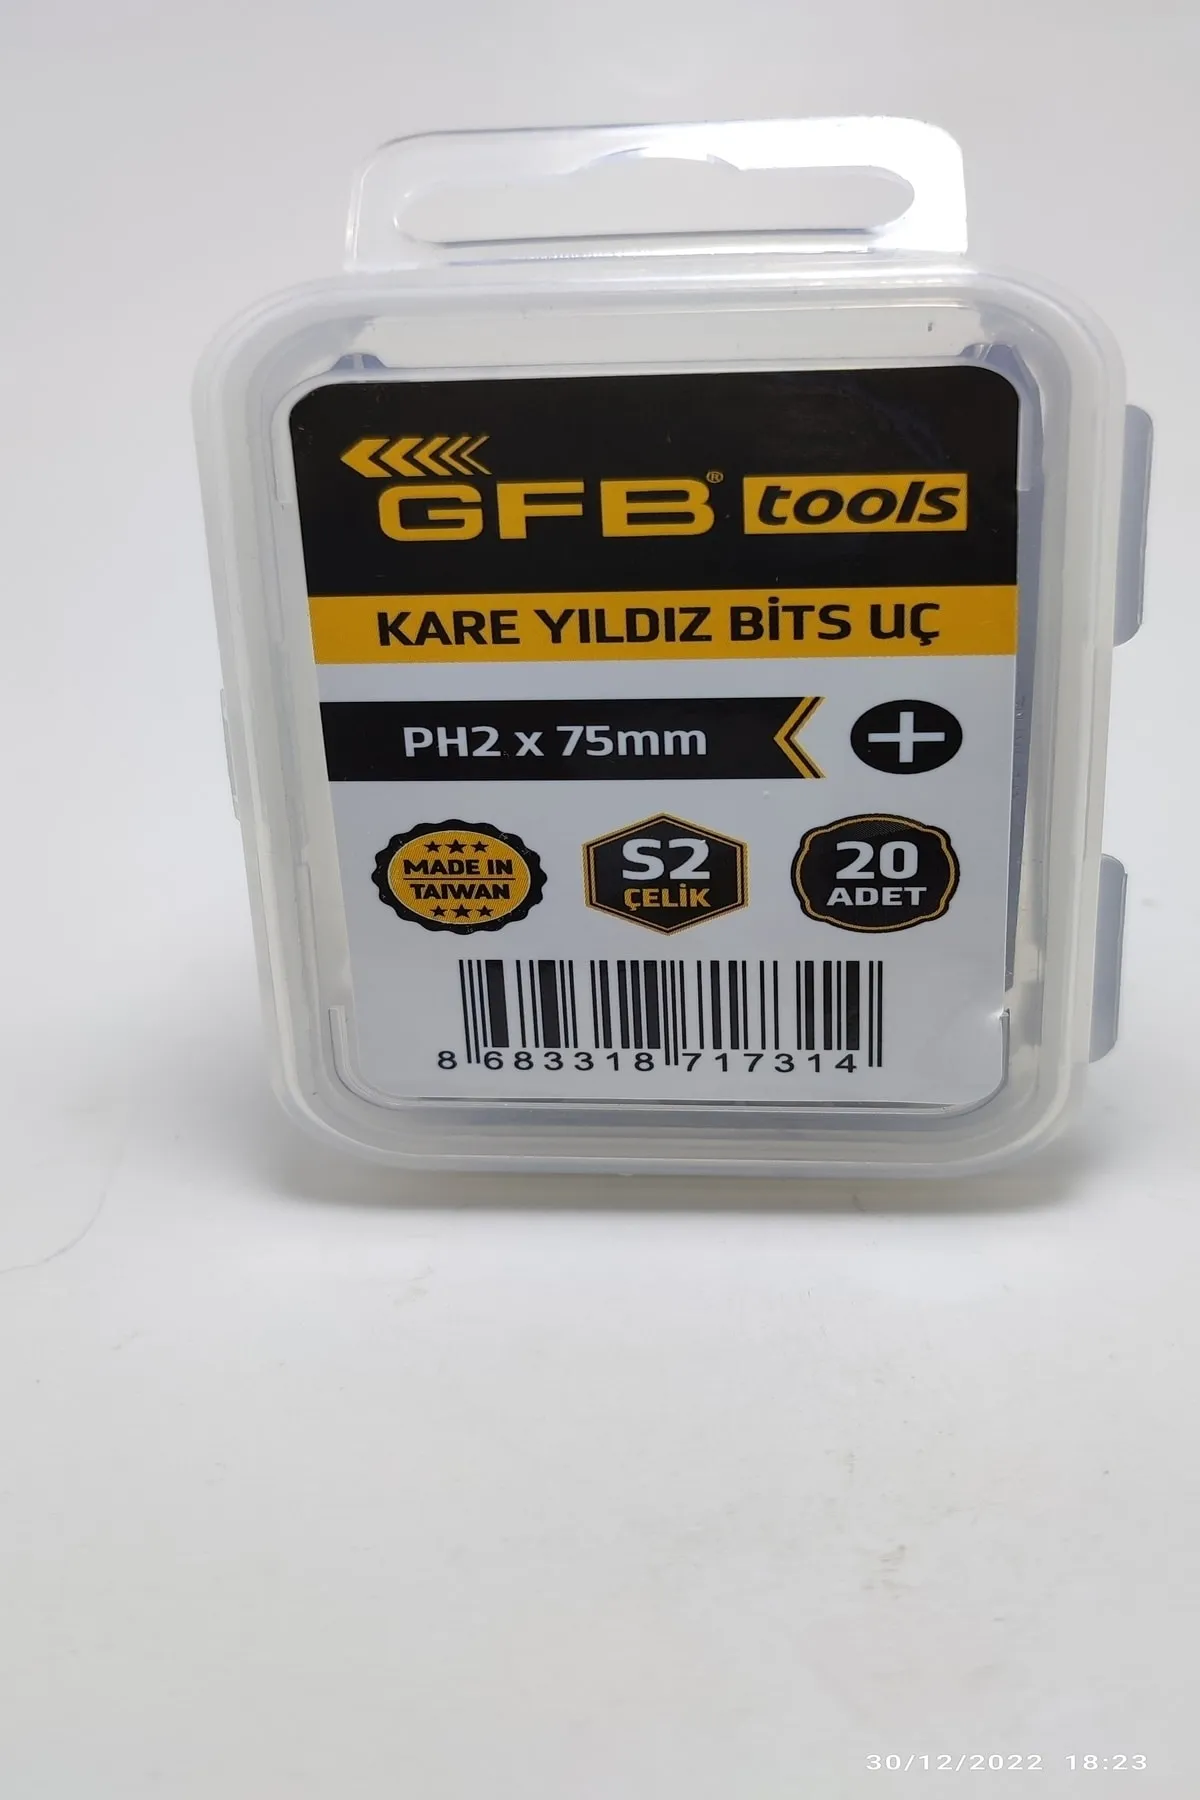 GFB® tools
KARE YILDIZ BİTS UÇ
PH2 x 75mm
MADE IN
TAIWAN
S2
ÇELİK
20
ADET
8 683318 717314
30/12/2022 18:23